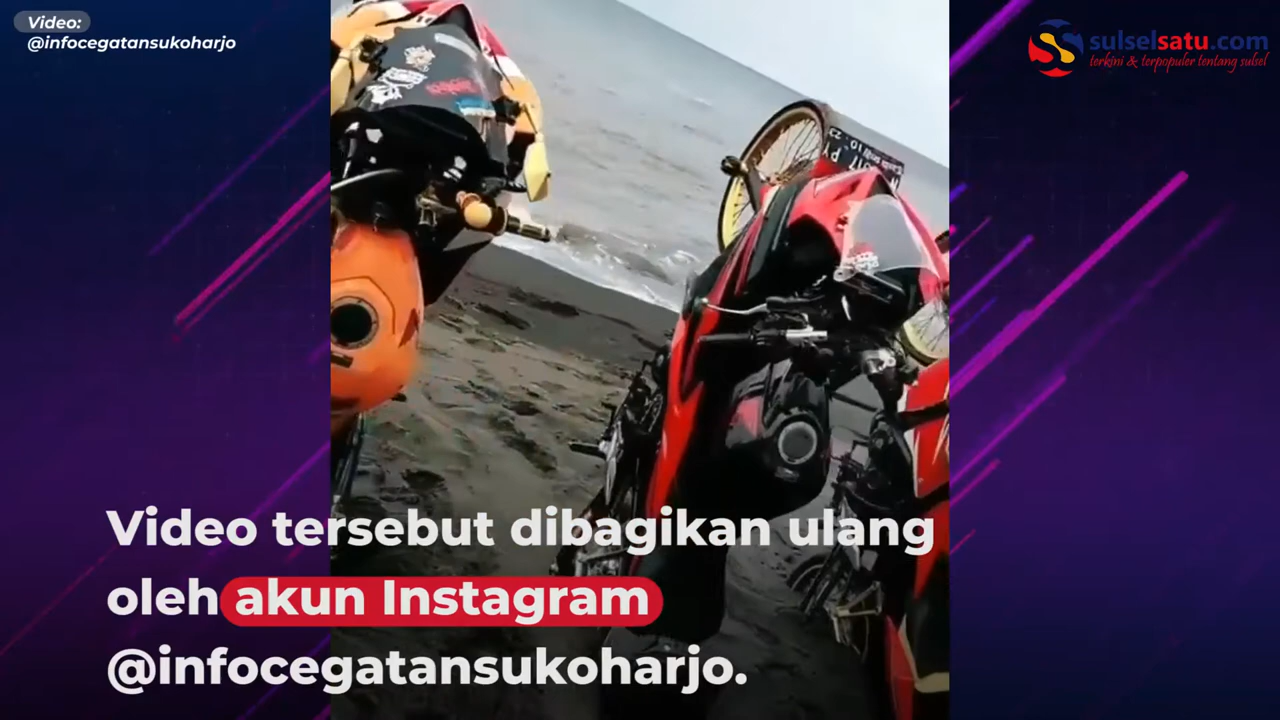 Video:
@infocegatansukoharjo
sulselsatu.com
terkini & terpopuler tentang sulsel
Video tersebut dibagikan ulang
oleh akun Instagram
@infocegatansukoharjo.